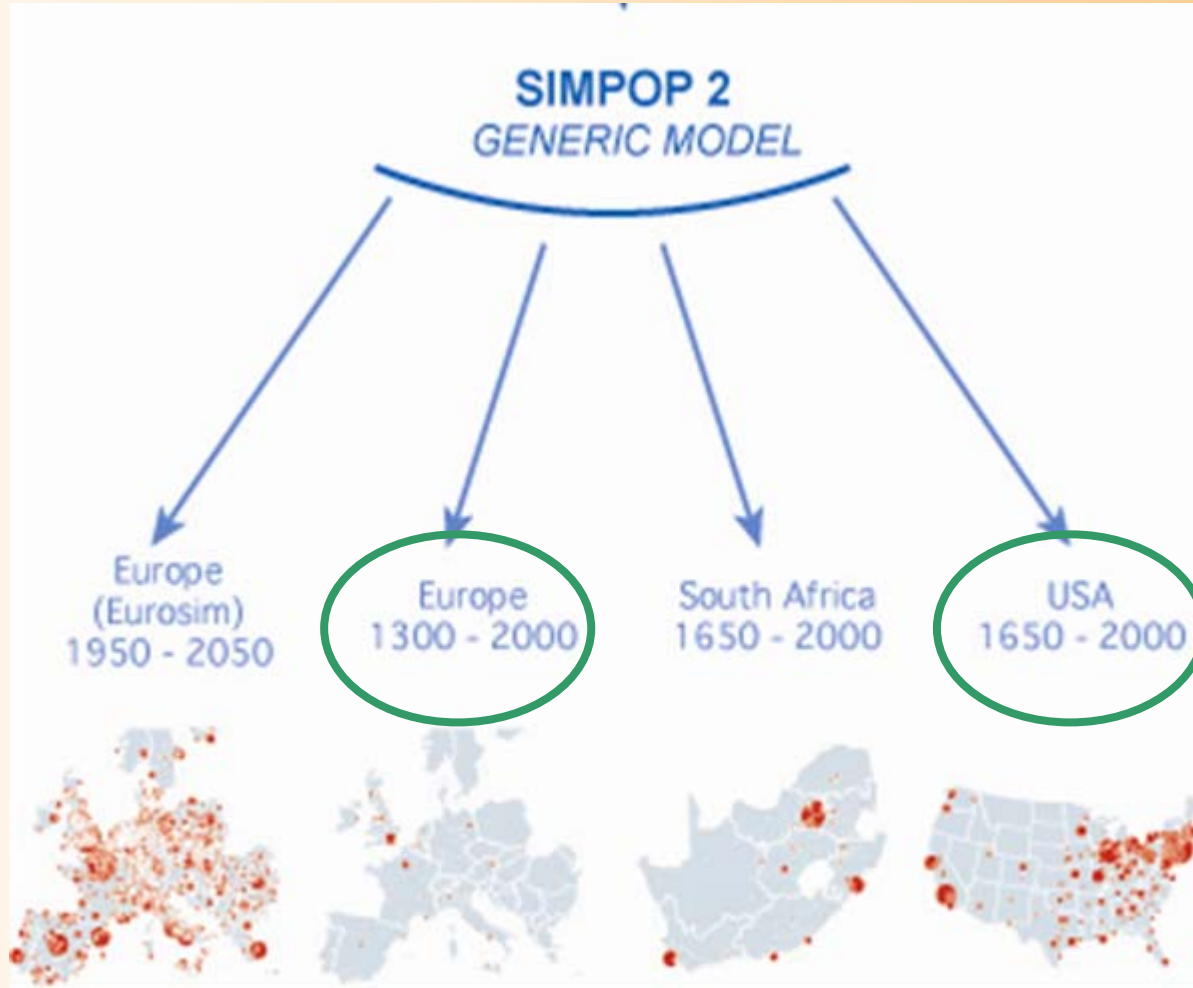 SIMPOP 2
GENERIC MODEL
Europe
(Eurosim)
1950 - 2050
Europe
1300 - 2000
South Africa
1650 - 2000
USA
1650 - 2000